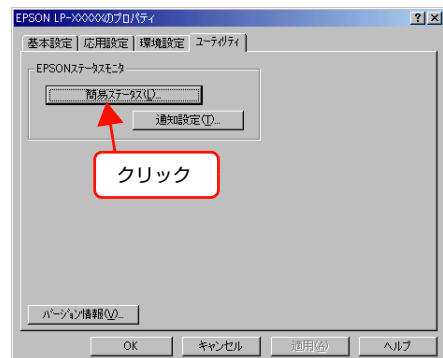 EPSON LP-XXXXXのプロパティ
基本設定 応用設定 環境設定 ユーティリティ
EPSONステータスモニタ
簡易ステータス(L)...
通知設定(T)...
クリック
バージョン情報(V)...
OK キャンセル 適用(A) ヘルプ